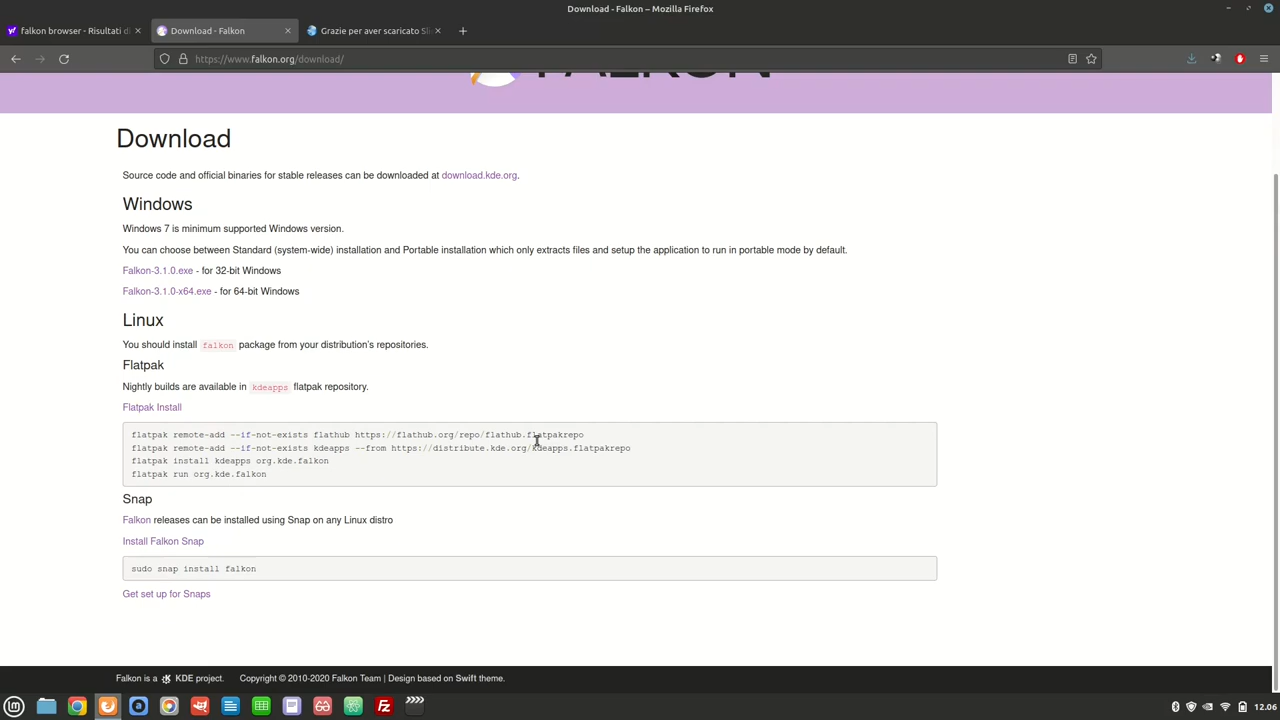 Download - Falkon – Mozilla Firefox
falkon browser - Risultati d
Download - Falkon
Grazie per aver scaricato Sli
https://www.falkon.org/download/
FALKON
Download
Source code and official binaries for stable releases can be downloaded at download.kde.org.
Windows
Windows 7 is minimum supported Windows version.
You can choose between Standard (system-wide) installation and Portable installation which only extracts files and setup the application to run in portable mode by default.
Falkon-3.1.0.exe - for 32-bit Windows
Falkon-3.1.0-x64.exe - for 64-bit Windows
Linux
You should install falkon package from your distribution's repositories.
Flatpak
Nightly builds are available in kdeapps flatpak repository.
Flatpak Install
flatpak remote-add --if-not-exists flathub https://flathub.org/repo/flathub.flatpakrepo
flatpak remote-add --if-not-exists kdeapps --from https://distribute.kde.org/kdeapps.flatpakrepo
flatpak install kdeapps org.kde.falkon
flatpak run org.kde.falkon
Snap
Falkon releases can be installed using Snap on any Linux distro
Install Falkon Snap
sudo snap install falkon
Get set up for Snaps
Falkon is a KDE project. Copyright © 2010-2020 Falkon Team | Design based on Swift theme.
12.06